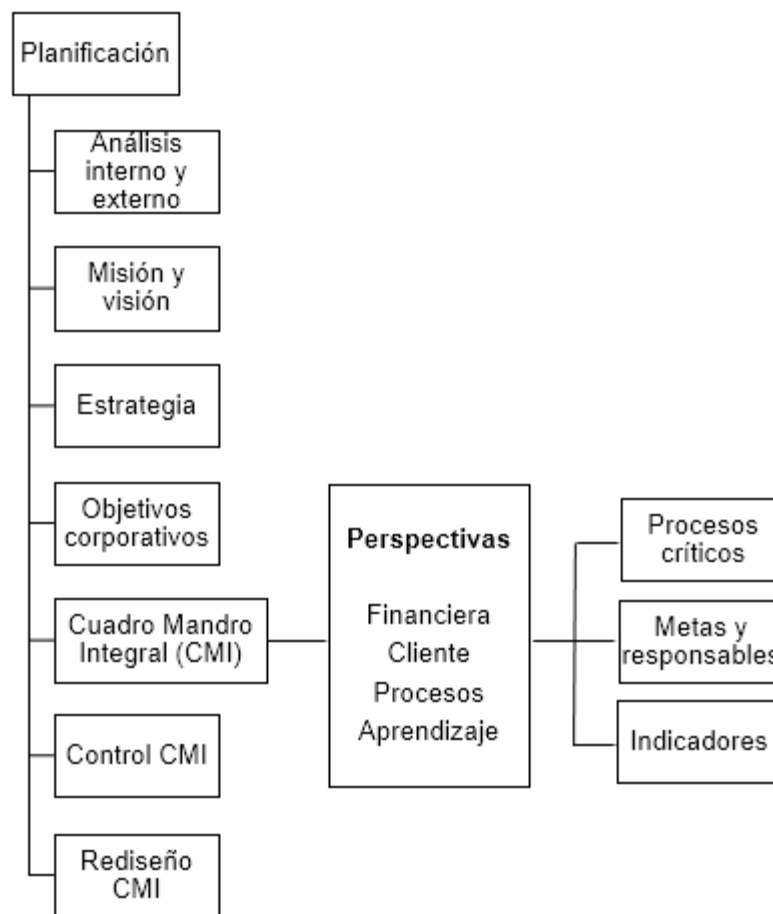 Planificación
Análisis
interno y
externo
Misión y
visión
Estrategia
Objetivos
corporativos
Cuadro Mandro
Integral (CMI)
Control CMI
Rediseño
CMI
Perspectivas
Financiera
Cliente
Procesos
Aprendizaje
Procesos
críticos
Metas y
responsables
Indicadores